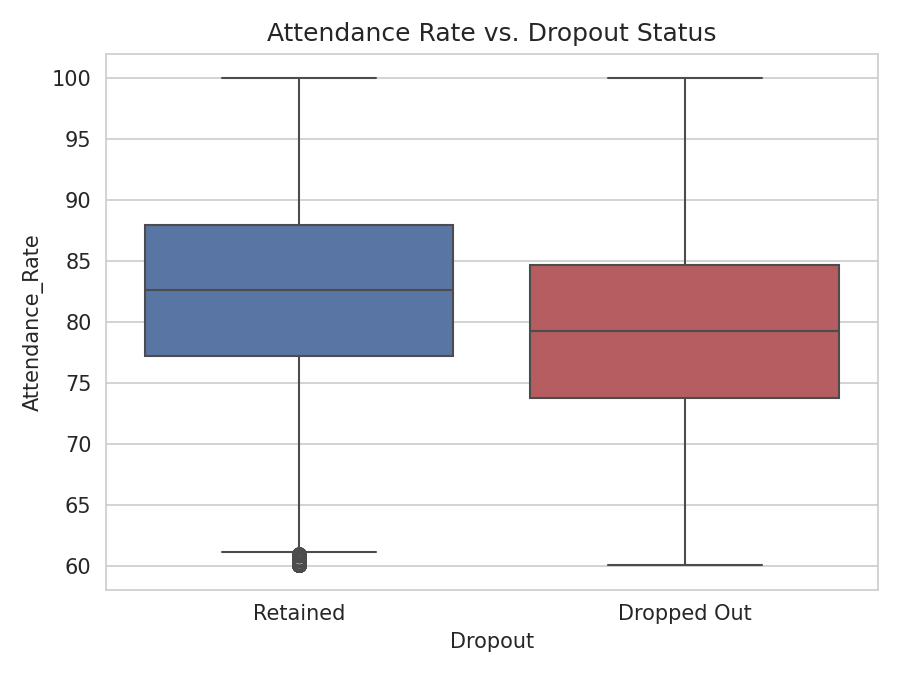 Attendance Rate vs. Dropout Status
Attendance_Rate
100
95
90
85
80
75
70
65
60
Retained
Dropped Out
Dropout